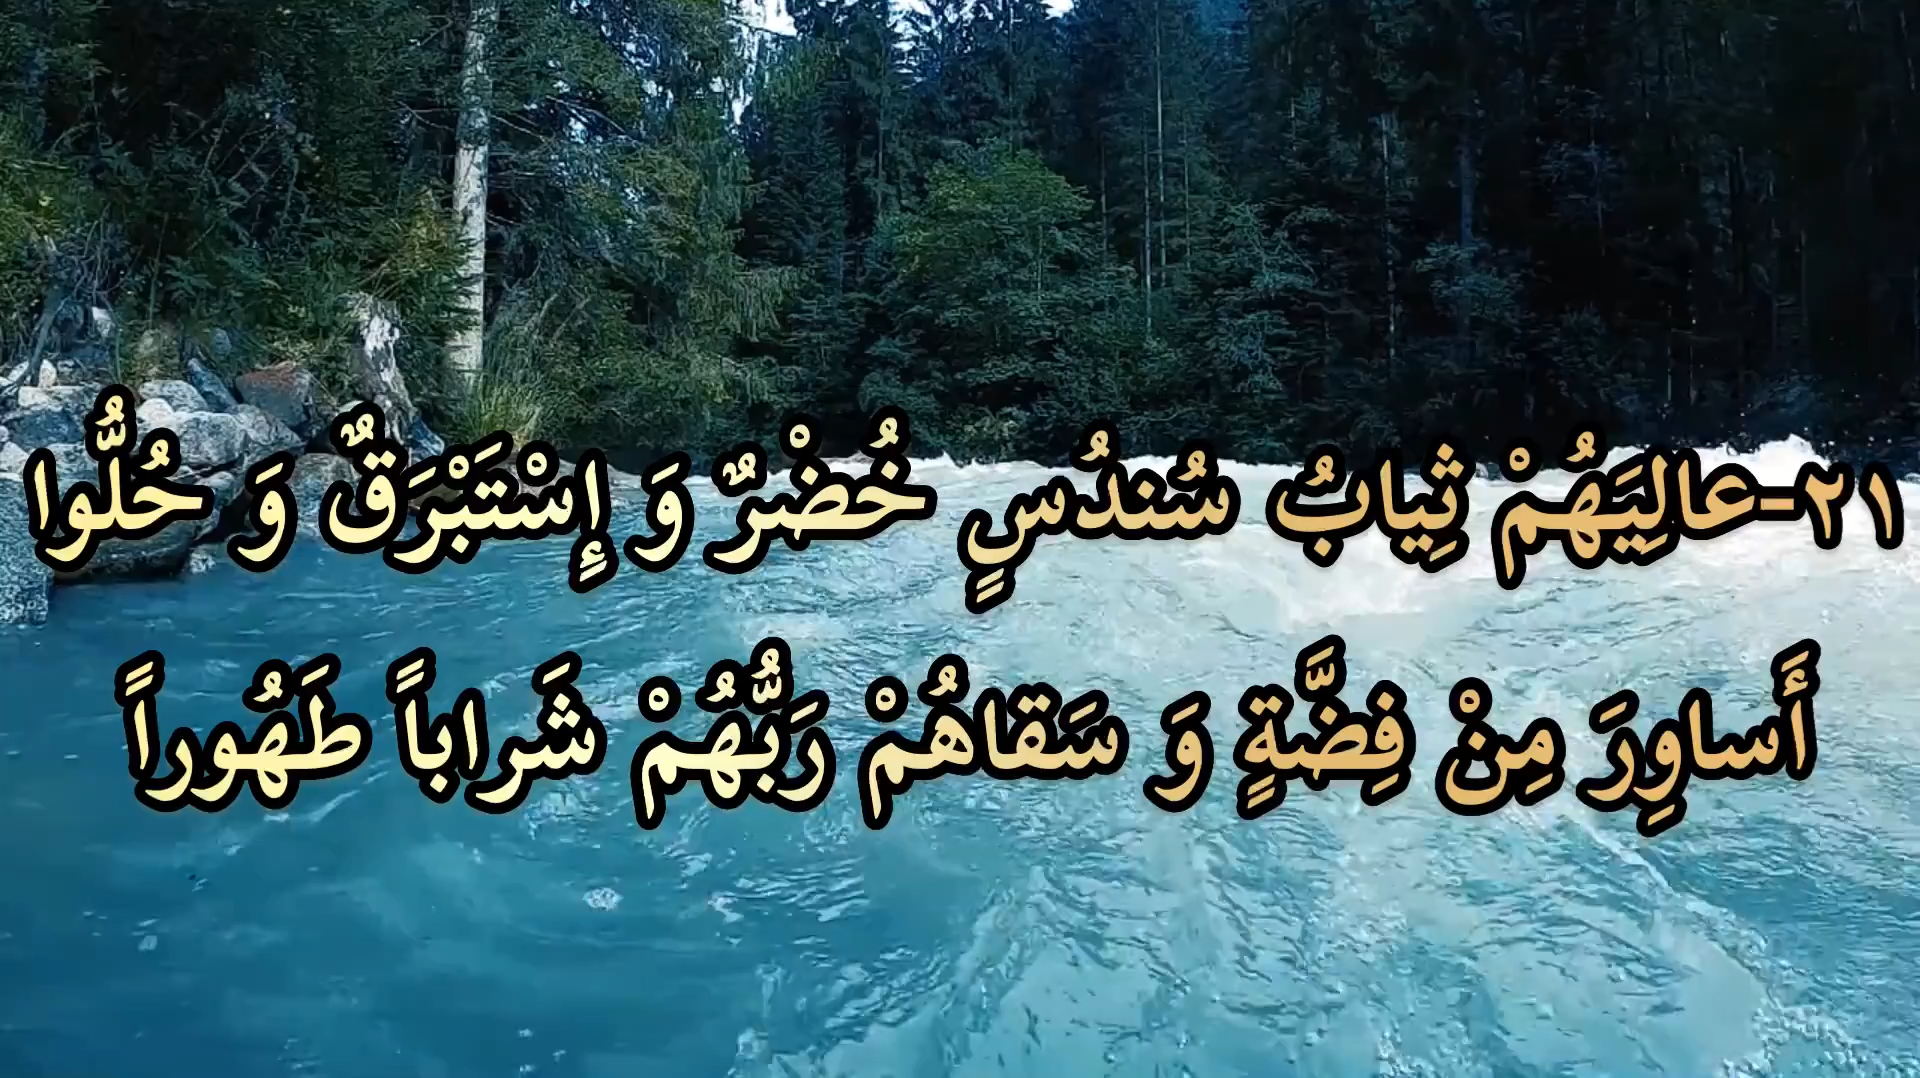 ٢١-عالِيَهُمْ ثِيابُ سُندُسٍ خُضْرٌ وَ إِسْتَبْرَقٌ وَ حُلُّوا
أَساوِرَ مِنْ فِضَّةٍ وَ سَقاهُمْ رَبُّهُمْ شَراباً طَهُوراً